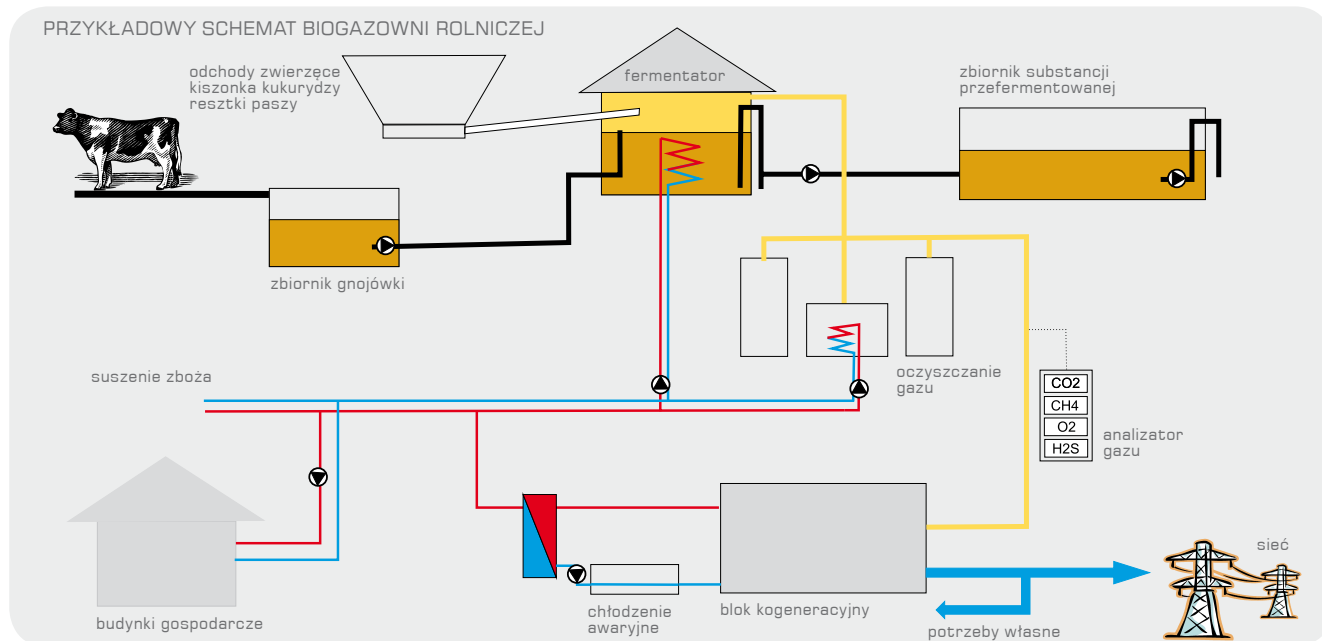 PRZYKŁADOWY SCHEMAT BIOGAZOWNI ROLNICZEJ
odchody zwierzęce
kiszonka kukurydzy
resztki paszy
fermentator
zbiornik substancji
przefermentowanej
zbiornik gnojówki
suszenie zboża
oczyszczanie
gazu
CO2
CH4
O2
H2S
analizator
gazu
budynki gospodarcze
chłodzenie
awaryjne
blok kogeneracyjny
sieć
potrzeby własne